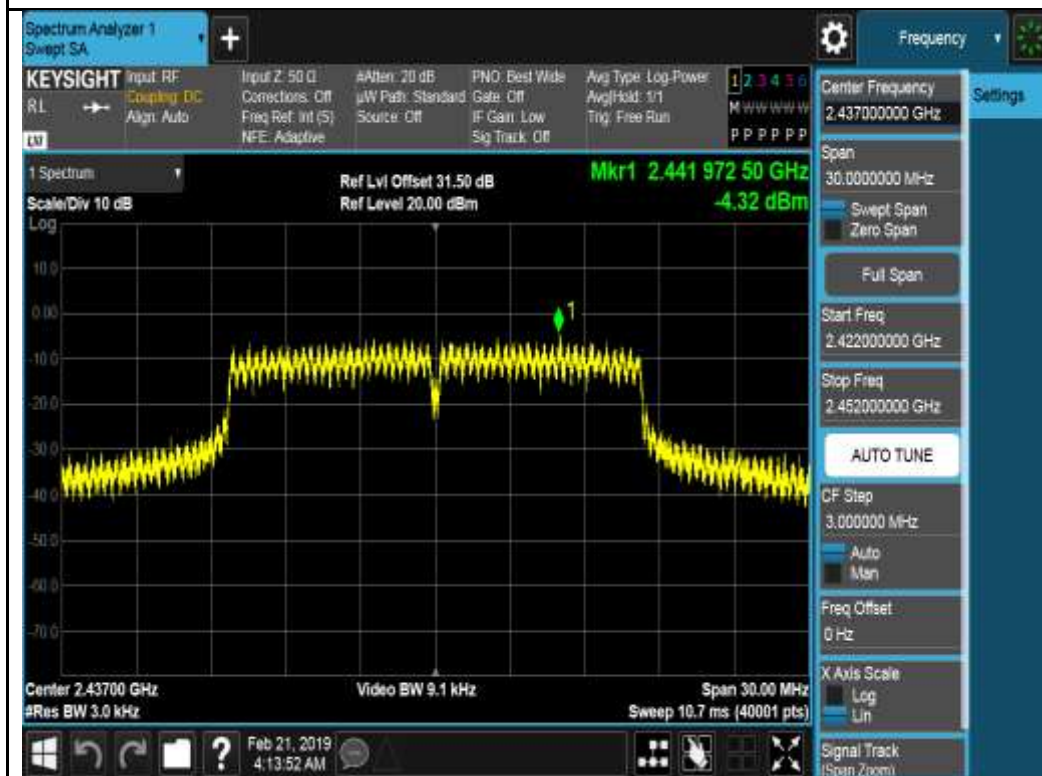 Spectrum Analyzer 1
Swept SA
+
Frequency
KEYSIGHT
RL
LXI
Input: RF
Coupling: DC
Align: Auto
Input Z: 50 Ω
Corrections: Off
Freq Ref: Int (S)
NFE: Adaptive
#Atten: 20 dB
µW Path: Standard
Source: Off
PNO: Best Wide
Gate: Off
IF Gain: Low
Sig Track: Off
Avg Type: Log-Power
Avg|Hold: 1/1
Trig: Free Run
1 2 3 4 5 6
M W W W W W
P P P P P P
1 Spectrum
Scale/Div 10 dB
Log
Ref Lvl Offset 31.50 dB
Ref Level 20.00 dBm
Mkr1 2.441 972 50 GHz
-4.32 dBm
10.0
0.00
-10.0
-20.0
-30.0
-40.0
-50.0
-60.0
-70.0
1
Center 2.43700 GHz
#Res BW 3.0 kHz
Video BW 9.1 kHz
Span 30.00 MHz
Sweep 10.7 ms (40001 pts)
?
Feb 21, 2019
4:13:52 AM
Center Frequency
2.437000000 GHz
Settings
Span
30.0000000 MHz
Swept Span
Zero Span
Full Span
Start Freq
2.422000000 GHz
Stop Freq
2.452000000 GHz
AUTO TUNE
CF Step
3.000000 MHz
Auto
Man
Freq Offset
0 Hz
X Axis Scale
Log
Lin
Signal Track
(Span Zoom)